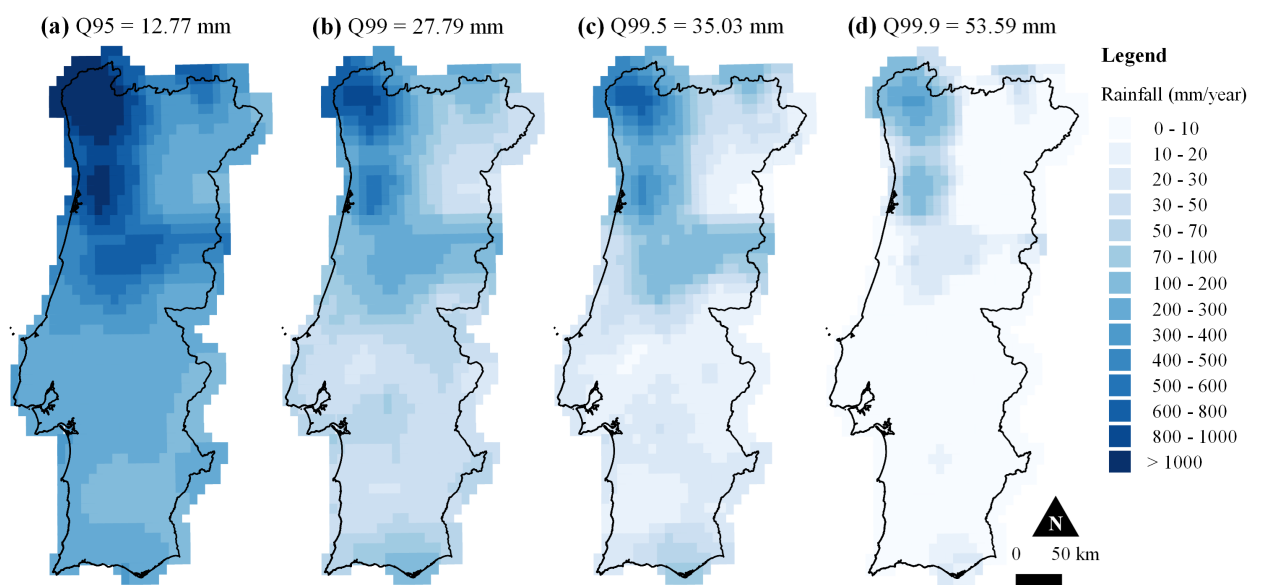 (a) Q95 = 12.77 mm
(b) Q99 = 27.79 mm
(c) Q99.5 = 35.03 mm
(d) Q99.9 = 53.59 mm
Legend
Rainfall (mm/year)
0 - 10
10 - 20
20 - 30
30 - 50
50 - 70
70 - 100
100 - 200
200 - 300
300 - 400
400 - 500
500 - 600
600 - 800
800 - 1000
> 1000
N
0 50 km